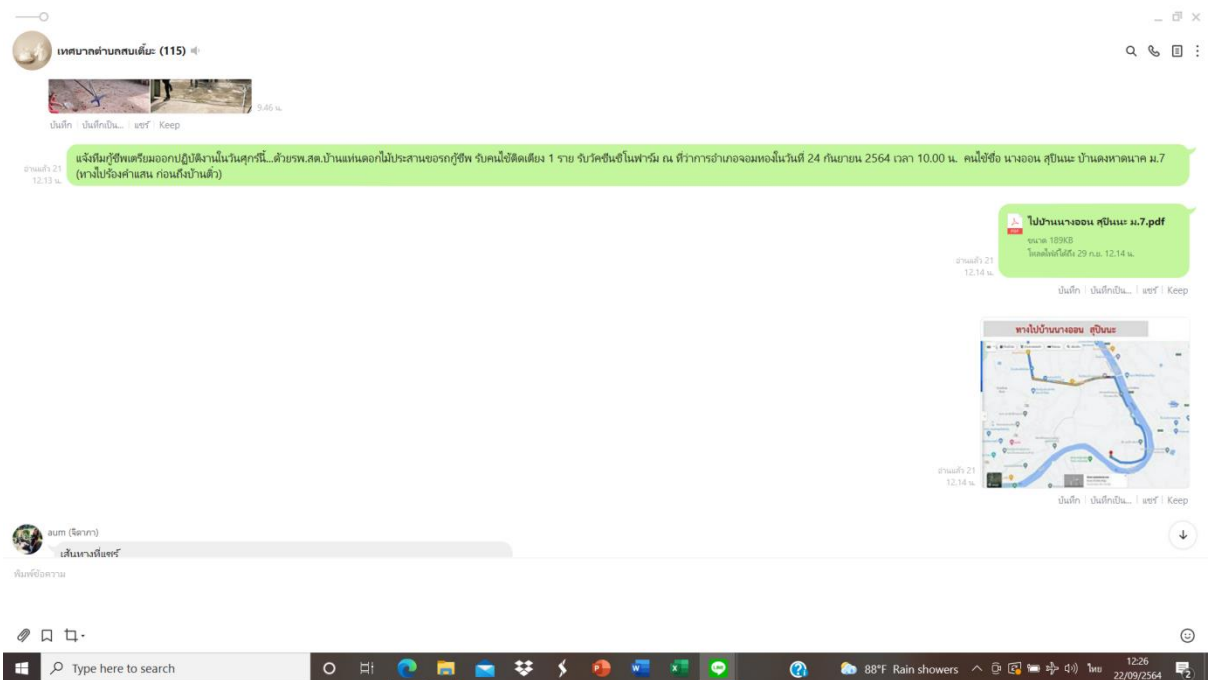 เทศบาลตำบลสบเตี๊ยะ (115)
9:46 น.
บันทึก | บันทึกเป็น... | แชร์ | Keep
แจ้งทีมกู้ชีพเตรียมออกปฏิบัติงานในวันศุกร์นี้...ด้วยรพ.สต.บ้านแท่นดอกไม้ประสานขอรถกู้ชีพ รับคนไข้ติดเตียง 1 ราย รับวัคซีนซิโนฟาร์ม ณ ที่ว่าการอำเภอจอมทองในวันที่ 24 กันยายน 2564 เวลา 10.00 น. คนไข้ชื่อ นางออน สุปินนะ บ้านดงหาดนาค ม.7
(ทางไปร้องคำแสน ก่อนถึงบ้านติ่ว)
อ่านแล้ว 21
12.13 น.
ไปบ้านนางออน สุปินนะ ม.7.pdf
ขนาด 189KB
โหลดไฟล์ได้ถึง 29 ก.ย. 12.14 น.
อ่านแล้ว 21
12.14 น.
บันทึก | บันทึกเป็น... | แชร์ | Keep
ทางไปบ้านนางออน สุปินนะ
อ่านแล้ว 21
12.14 น.
บันทึก | บันทึกเป็น... | แชร์ | Keep
aum (จิดาภา)
เส้นทางที่แชร์
พิมพ์ข้อความ
Type here to search
88°F Rain showers
ไทย
12:26
22/09/2564
2